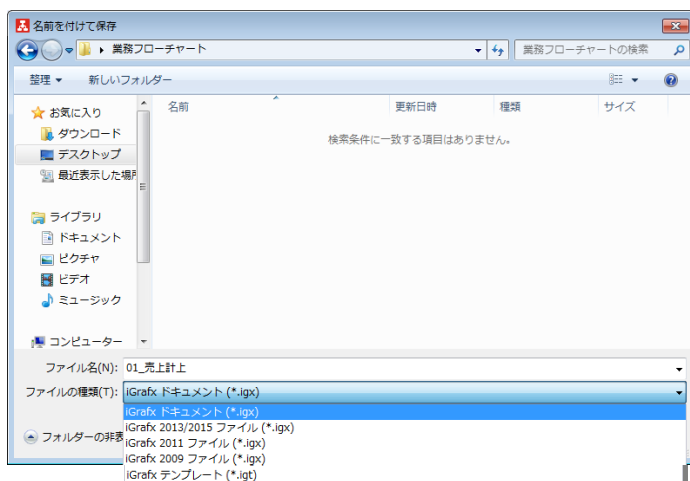 名前を付けて保存
業務フローチャート
業務フローチャートの検索
整理 新しいフォルダー
名前 更新日時 種類 サイズ
検索条件に一致する項目はありません。
お気に入り
ダウンロード
デスクトップ
最近表示した場所
ライブラリ
ドキュメント
ピクチャ
ビデオ
ミュージック
コンピューター
ファイル名(N): 01_売上計上
ファイルの種類(T): iGrafx ドキュメント (*.igx)
iGrafx ドキュメント (*.igx)
iGrafx 2013/2015 ファイル (*.igx)
iGrafx 2011 ファイル (*.igx)
iGrafx 2009 ファイル (*.igx)
iGrafx テンプレート (*.igt)
フォルダーの非表